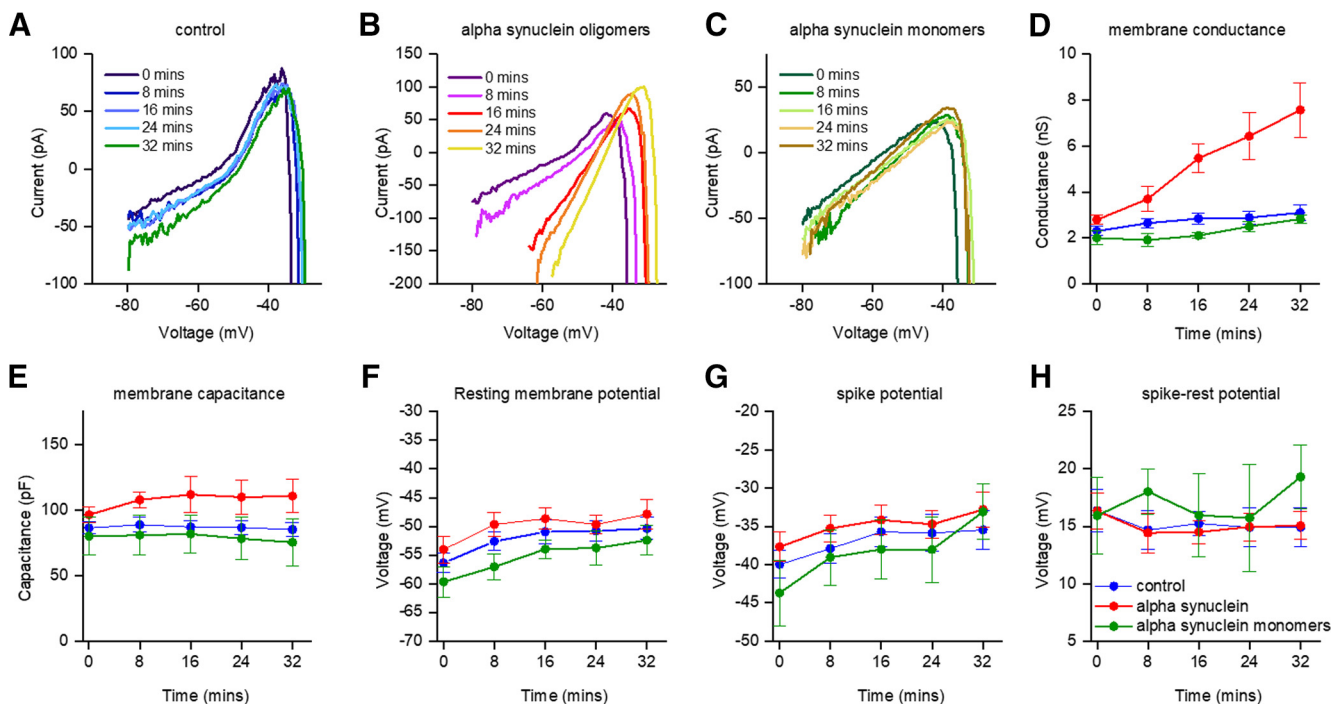 A
control
100
50
0
-50
-100
Current (pA)
0 mins
8 mins
16 mins
24 mins
32 mins
-80
-60
-40
Voltage (mV)
B
alpha synuclein oligomers
150
100
50
0
-50
-100
150
-200
Current (pA)
0 mins
8 mins
16 mins
24 mins
32 mins
-80
-60
-40
Voltage (mV)
C
alpha synuclein monomers
50
0
-50
-100
Current (pA)
0 mins
8 mins
16 mins
24 mins
32 mins
-80
-60
-40
Voltage (mV)
D
membrane conductance
10
8
6
4
2
0
Conductance (nS)
0 8 16 24 32
Time (mins)
E
membrane capacitance
150
100
50
0
Capacitance (pF)
0 8 16 24 32
Time (mins)
F
Resting membrane potential
-30
-35
-40
-45
-50
-55
-60
-65
-70
Voltage (mV)
0 8 16 24 32
Time (mins)
G
spike potential
-20
-25
-30
-35
-40
-45
-50
Voltage (mV)
0 8 16 24 32
Time (mins)
H
spike-rest potential
25
20
15
10
5
Voltage (mV)
control
alpha synuclein
alpha synuclein monomers
0 8 16 24 32
Time (mins)